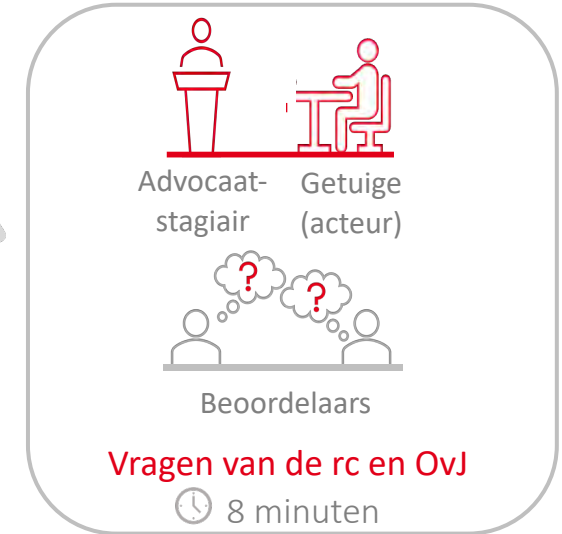 Advocaat- Getuige
stagiair (acteur)
? ?
Beoordelaars
Vragen van de rc en OvJ
8 minuten